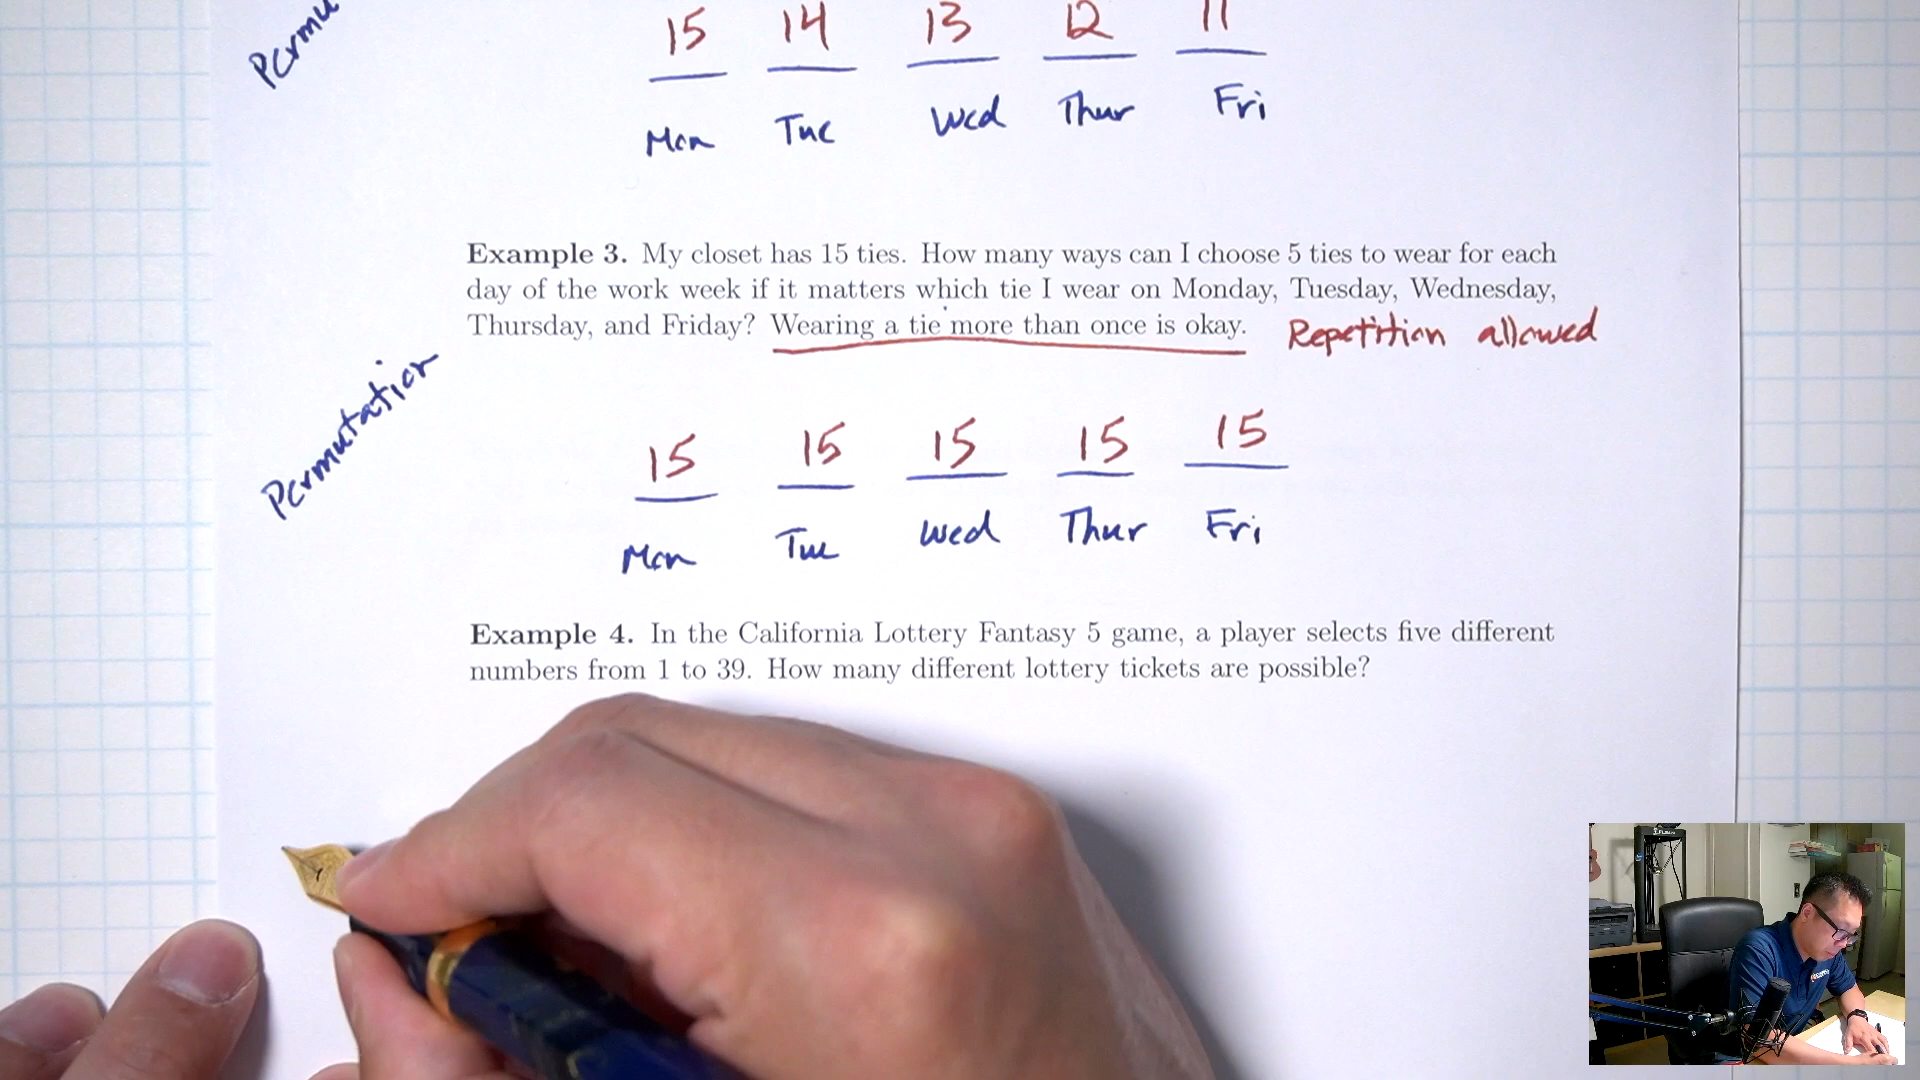 Permu
15 14 13 12 11
Mon Tue Wed Thur Fri
Example 3. My closet has 15 ties. How many ways can I choose 5 ties to wear for each
day of the work week if it matters which tie I wear on Monday, Tuesday, Wednesday,
Thursday, and Friday? Wearing a tie more than once is okay. Repetition allowed
Permutation
15 15 15 15 15
Mon Tue Wed Thur Fri
Example 4. In the California Lottery Fantasy 5 game, a player selects five different
numbers from 1 to 39. How many different lottery tickets are possible?